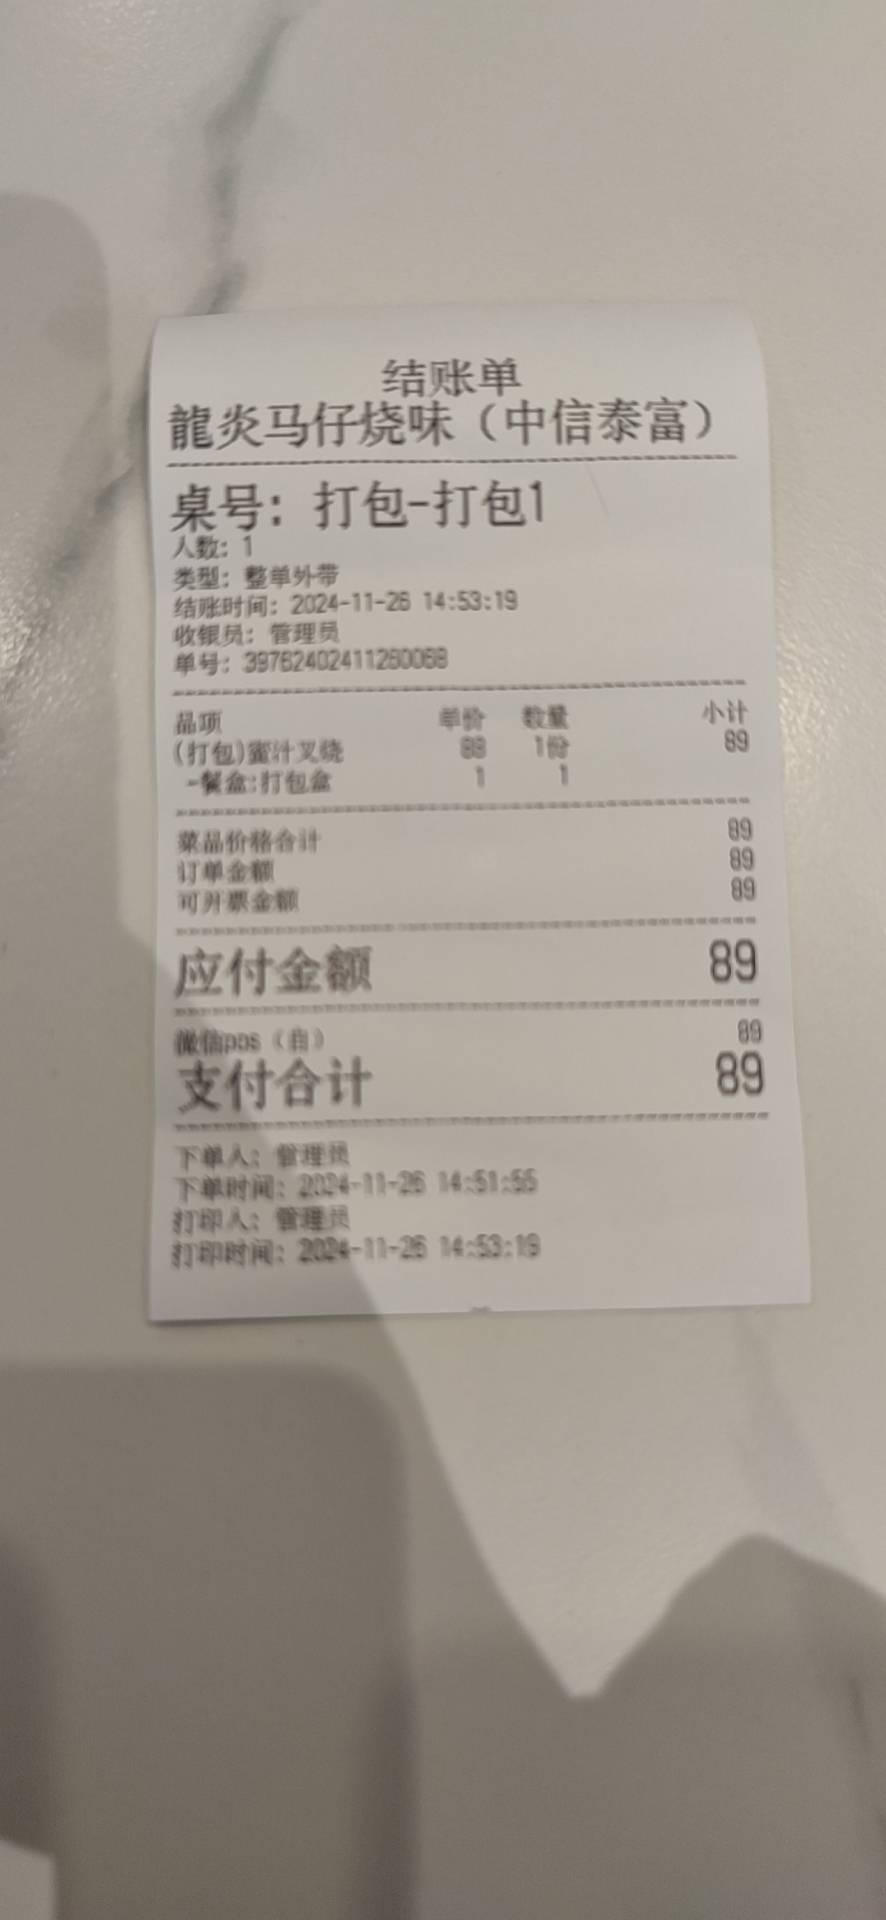 结账单
龍炎马仔烧味（中信泰富）
桌号：打包-打包1
人数：1
类型：整单外带
结账时间：2024-11-26 14:53:19
收银员：管理员
单号：39762402411260068
品项 单价 数量 小计
(打包)蜜汁叉烧 88 1份 89
-餐盒:打包盒 1 1
菜品价格合计 89
订单金额 89
可开票金额 89
应付金额 89
微信pos（自） 89
支付合计 89
下单人：管理员
下单时间：2024-11-26 14:51:55
打印人：管理员
打印时间：2024-11-26 14:53:19